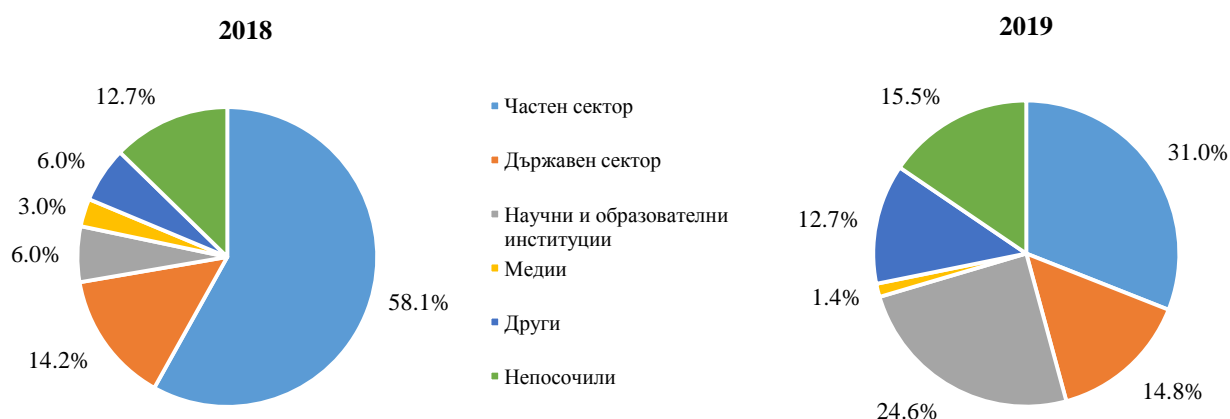 2018
12.7%
6.0%
3.0%
6.0%
14.2%
58.1%
Частен сектор
Държавен сектор
Научни и образователни
институции
Медии
Други
Непосочили
2019
15.5%
31.0%
12.7%
1.4%
24.6%
14.8%